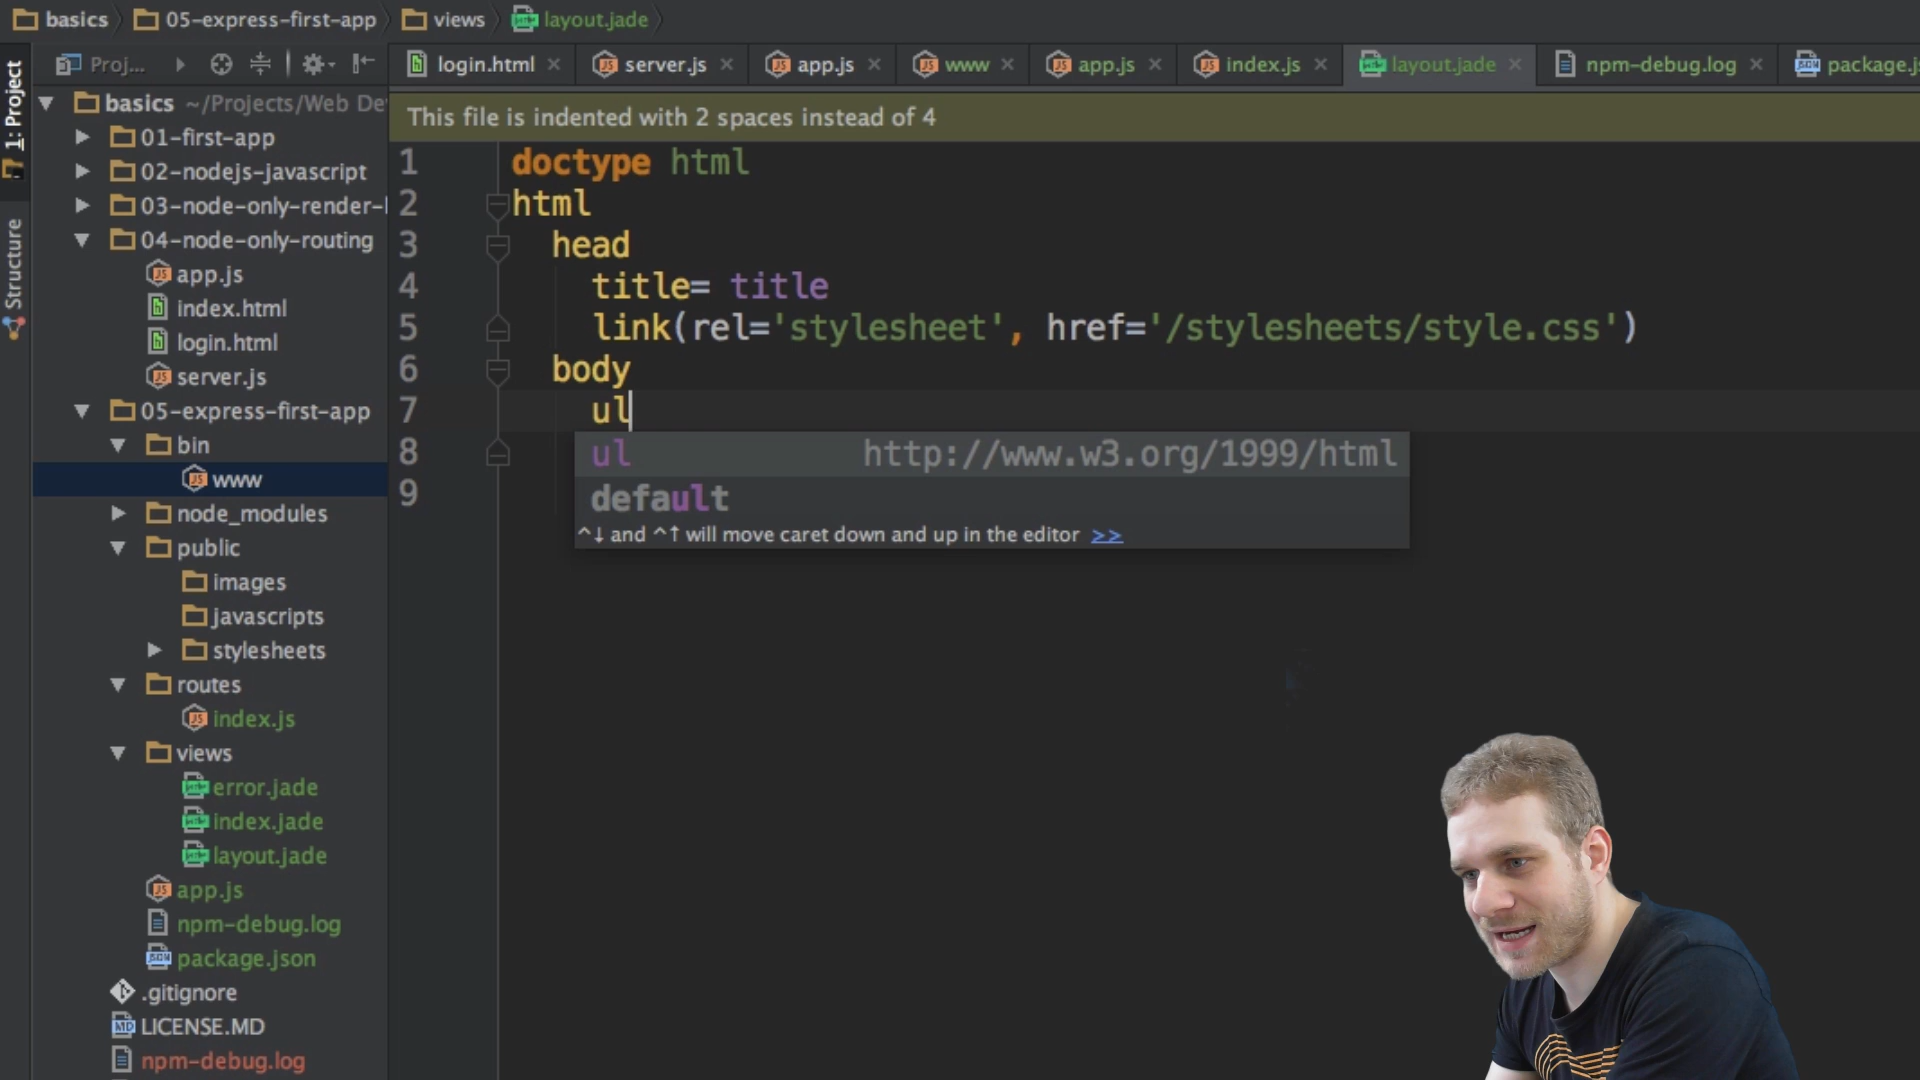 basics 05-express-first-app views layout.jade
Proj... login.html server.js app.js www app.js index.js layout.jade npm-debug.log package.js
1: Project
Structure
basics ~/Projects/Web De
01-first-app
02-nodejs-javascript
03-node-only-render-
04-node-only-routing
app.js
index.html
login.html
server.js
05-express-first-app
bin
www
node_modules
public
images
javascripts
stylesheets
routes
index.js
views
error.jade
index.jade
layout.jade
app.js
npm-debug.log
package.json
.gitignore
LICENSE.MD
npm-debug.log
This file is indented with 2 spaces instead of 4
1 doctype html
2 html
3 head
4 title= title
5 link(rel='stylesheet', href='/stylesheets/style.css')
6 body
7 ul
8
9
ul http://www.w3.org/1999/html
default
^↓ and ^↑ will move caret down and up in the editor >>